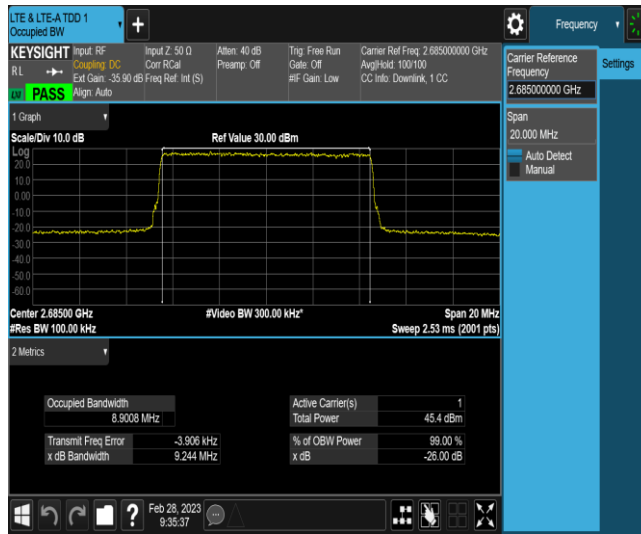 LTE & LTE-A TDD 1
Occupied BW
Frequency
KEYSIGHT
Input: RF
Input Z: 50 Ω
Atten: 40 dB
Trig: Free Run
Carrier Ref Freq: 2.685000000 GHz
RL
Coupling: DC
Corr RCal
Preamp: Off
Gate: Off
Avg|Hold: 100/100
Ext Gain: -35.90 dB
Freq Ref: Int (S)
#IF Gain: Low
CC Info: Downlink, 1 CC
LXI
PASS
Align: Auto
Carrier Reference
Frequency
2.685000000 GHz
Settings
Span
20.000 MHz
Auto Detect
Manual
1 Graph
Scale/Div 10.0 dB
Ref Value 30.00 dBm
Log
20.0
10.0
0.00
-10.0
-20.0
-30.0
-40.0
-50.0
-60.0
Center 2.68500 GHz
#Video BW 300.00 kHz*
Span 20 MHz
#Res BW 100.00 kHz
Sweep 2.53 ms (2001 pts)
2 Metrics
Occupied Bandwidth
8.9008 MHz
Active Carrier(s) 1
Total Power 45.4 dBm
Transmit Freq Error -3.906 kHz
% of OBW Power 99.00 %
x dB Bandwidth 9.244 MHz
x dB -26.00 dB
?
Feb 28, 2023
9:35:37